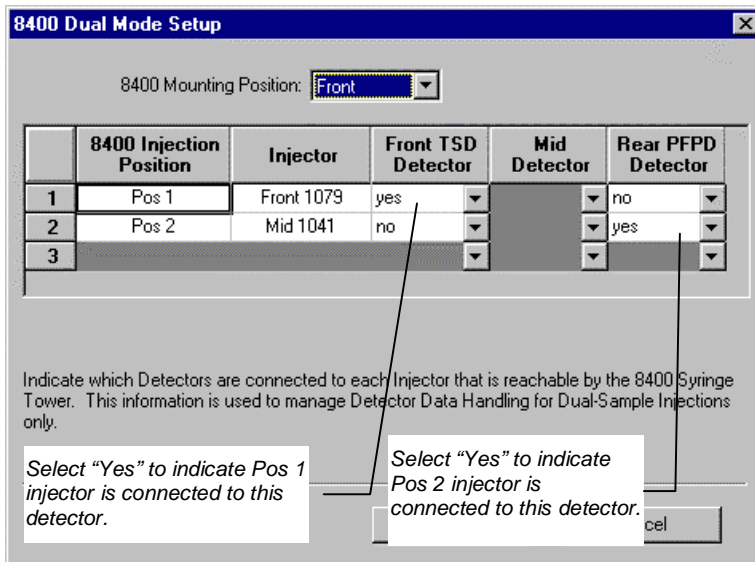 8400 Dual Mode Setup
8400 Mounting Position: Front
8400 Injection Position Injector Front TSD Detector Mid Detector Rear PFPD Detector
1 Pos 1 Front 1079 yes no
2 Pos 2 Mid 1041 no yes
3
Indicate which Detectors are connected to each Injector that is reachable by the 8400 Syringe
Tower. This information is used to manage Detector Data Handling for Dual-Sample Injections
only.
Select “Yes” to indicate Pos 1
injector is connected to this
detector.
Select “Yes” to indicate
Pos 2 injector is
connected to this detector.
cel